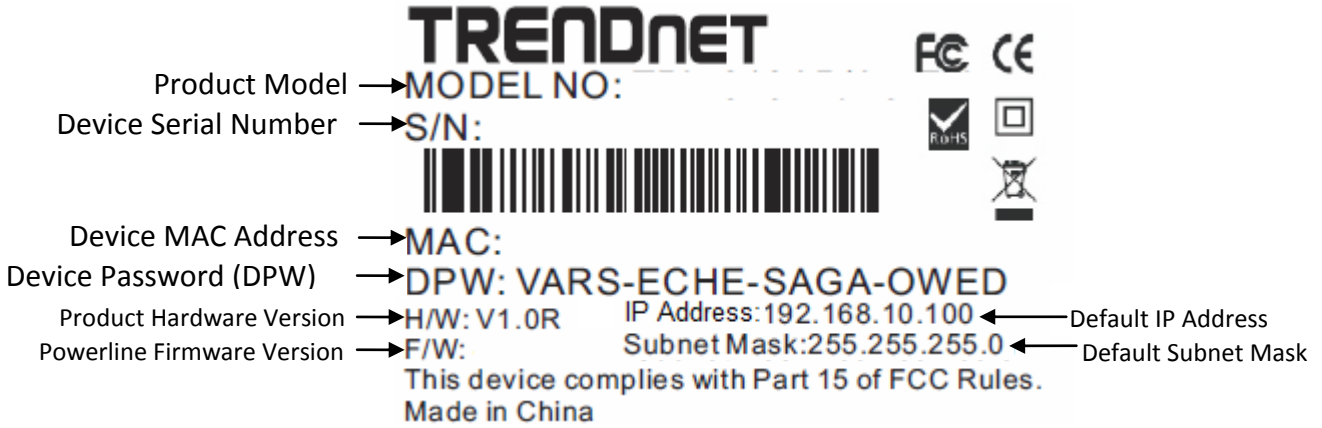 TRENDNET
FC CE
Product Model MODEL NO:
Device Serial Number S/N:
RoHS
Device MAC Address MAC:
Device Password (DPW) DPW: VARS-ECHE-SAGA-OWED
Product Hardware Version H/W: V1.0R IP Address:192.168.10.100 Default IP Address
Powerline Firmware Version F/W: Subnet Mask:255.255.255.0 Default Subnet Mask
This device complies with Part 15 of FCC Rules.
Made in China